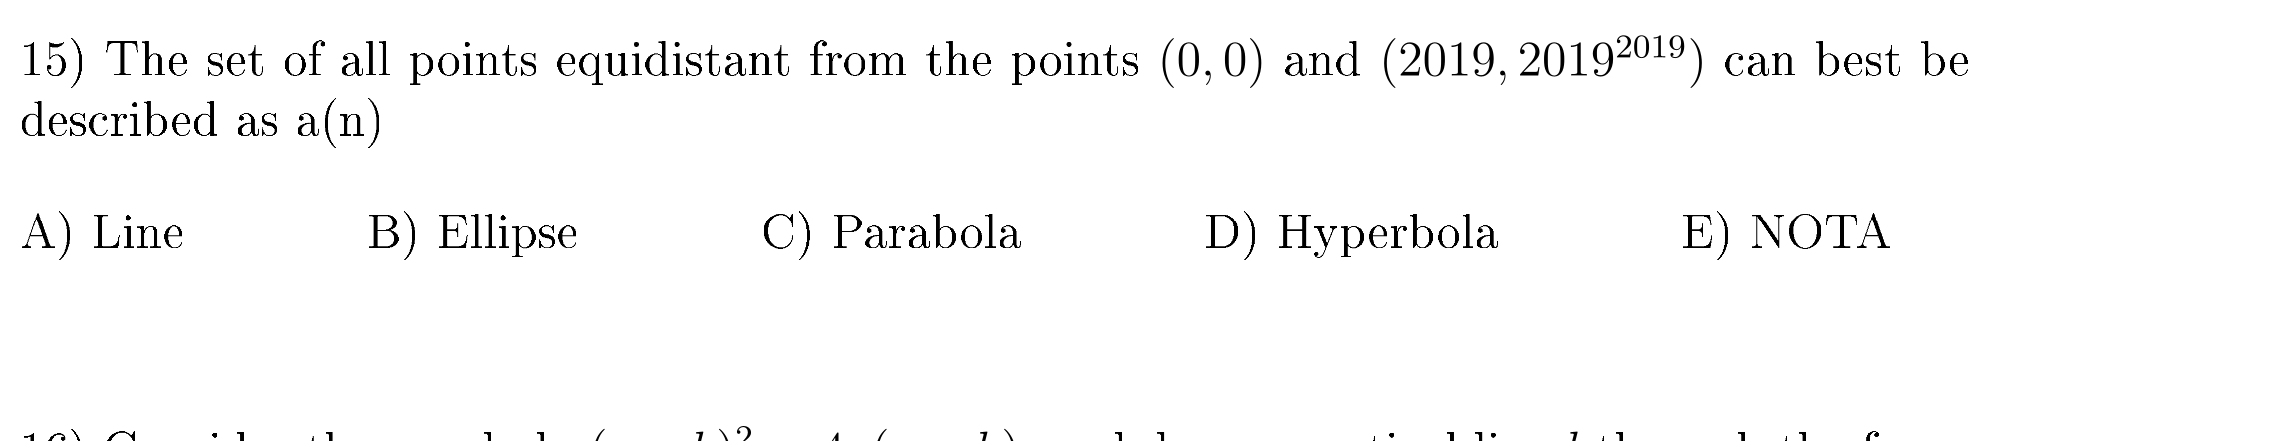 15) The set of all points equidistant from the points (0, 0) and (2019, 2019^2019) can best be
described as a(n)
A) Line B) Ellipse C) Parabola D) Hyperbola E) NOTA